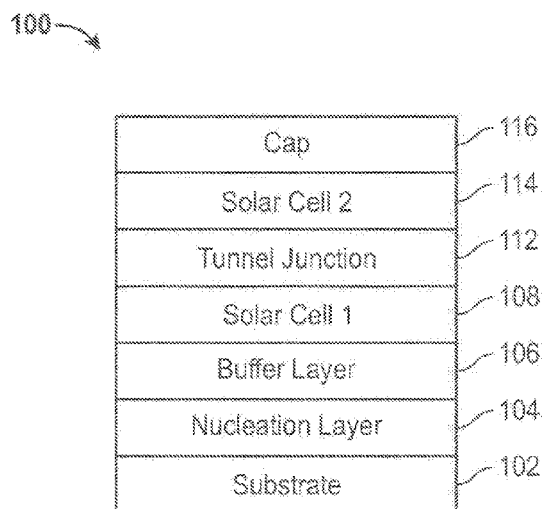 100
Cap 116
Solar Cell 2 114
Tunnel Junction 112
Solar Cell 1 108
Buffer Layer 106
Nucleation Layer 104
Substrate 102